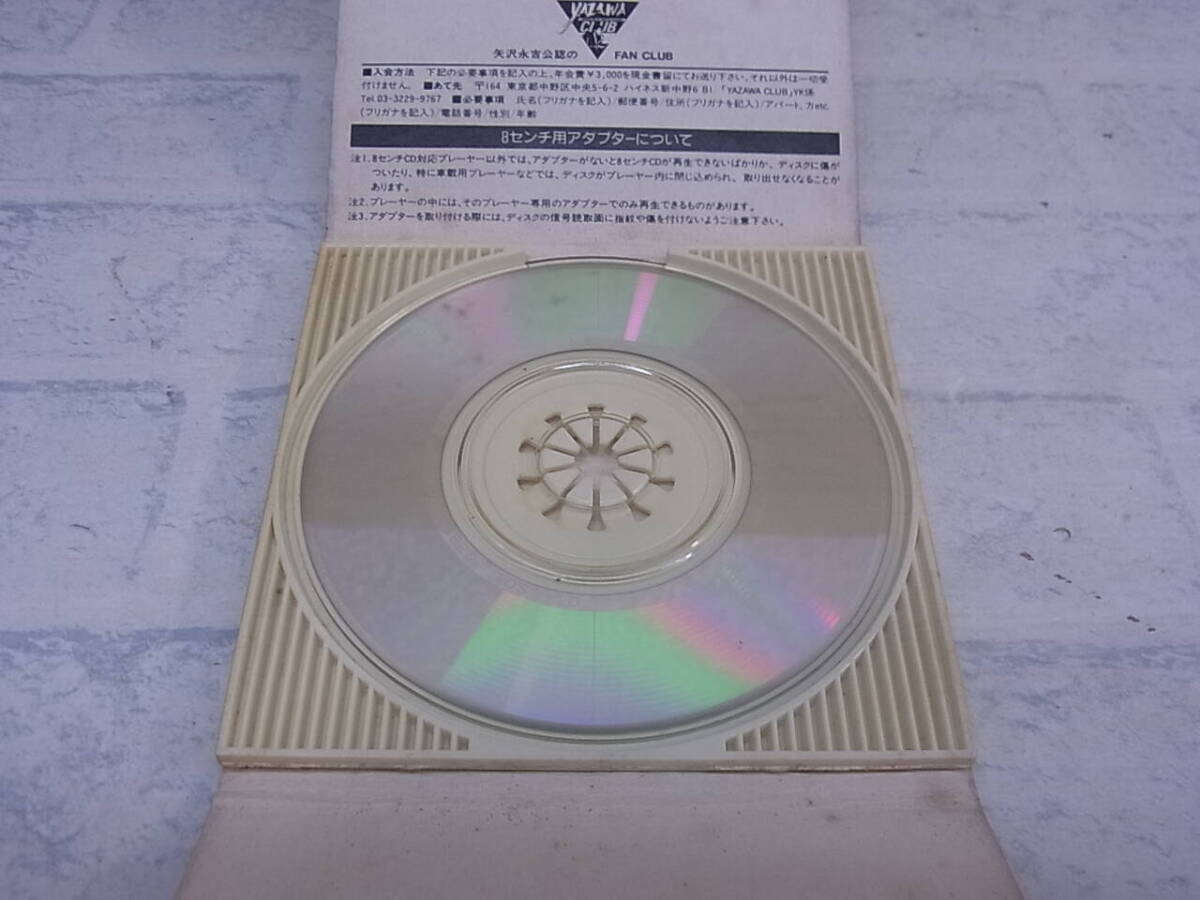 YAZAWA
CLUB
矢沢永吉公認の FAN CLUB
■入会方法 下記の必要事項を記入の上、年会費¥3,000を現金書留にてお送り下さい。それ以外は一切受
付けません。 ■あて先 〒164 東京都中野区中央5-6-2 ハイネス新中野6 B1 「YAZAWA CLUB」YK係
Tel.03-3229-9767 ■必要事項 氏名(フリガナを記入)/郵便番号/住所(フリガナを記入)/アパート、方etc.
(フリガナを記入)/電話番号/性別/年齢
8センチ用アダプターについて
注1.8センチCD対応プレーヤー以外では、アダプターがないと8センチCDが再生できないばかりか、ディスクに傷が
ついたり、特に車載用プレーヤーなどでは、ディスクがプレーヤー内に閉じ込められ、取り出せなくなることが
あります。
注2.プレーヤーの中には、そのプレーヤー専用のアダプターでのみ再生できるものがあります。
注3.アダプターを取り付ける際には、ディスクの信号読取面に指紋や傷を付けないようご注意下さい。